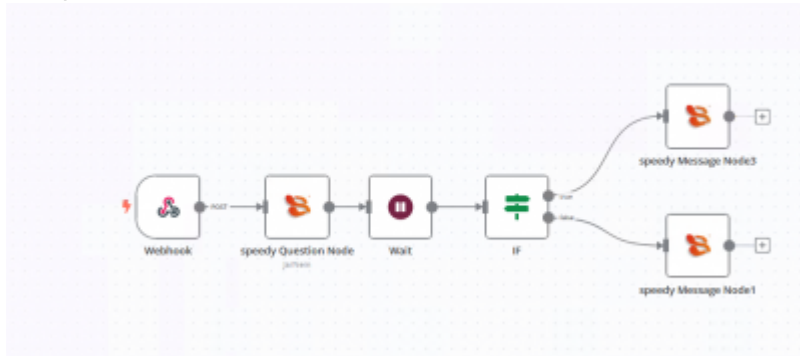 POST
true
false
Webhook
speedy Question Node
Wait
IF
speedy Message Node3
speedy Message Node1